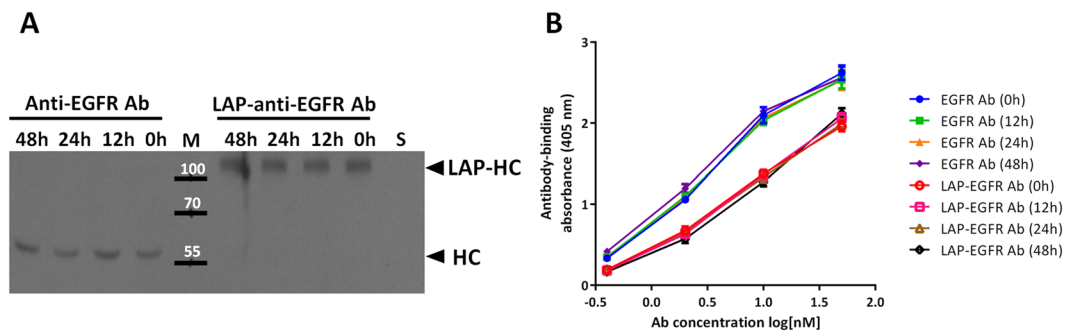 A
Anti-EGFR Ab
LAP-anti-EGFR Ab
48h 24h 12h 0h M 48h 24h 12h 0h S
100
70
55
LAP-HC
HC
B
Antibody-binding
absorbance (405 nm)
3
2
1
0
-0.5 0.0 0.5 1.0 1.5 2.0
Ab concentration log[nM]
EGFR Ab (0h)
EGFR Ab (12h)
EGFR Ab (24h)
EGFR Ab (48h)
LAP-EGFR Ab (0h)
LAP-EGFR Ab (12h)
LAP-EGFR Ab (24h)
LAP-EGFR Ab (48h)